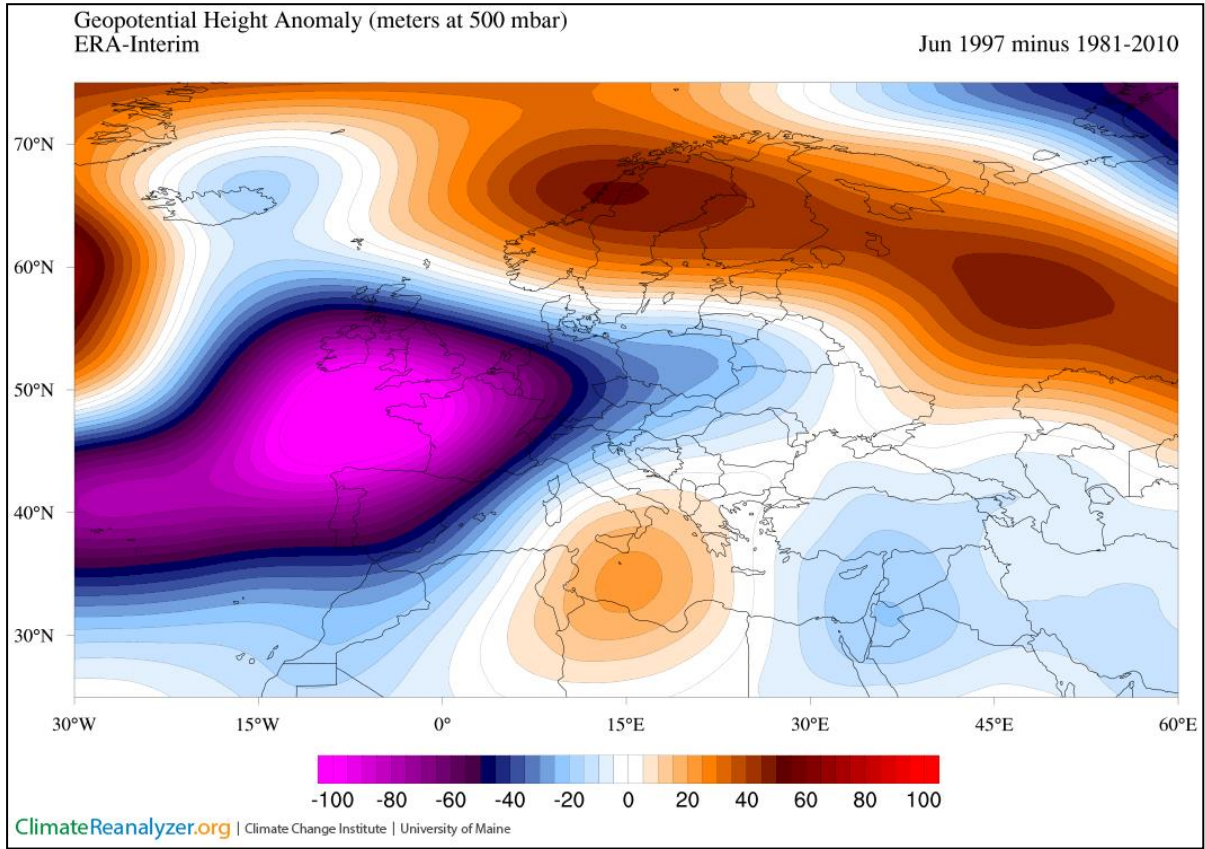 Geopotential Height Anomaly (meters at 500 mbar)
ERA-Interim
Jun 1997 minus 1981-2010
70°N
60°N
50°N
40°N
30°N
30°W 15°W 0° 15°E 30°E 45°E 60°E
-100 -80 -60 -40 -20 0 20 40 60 80 100
ClimateReanalyzer.org | Climate Change Institute | University of Maine